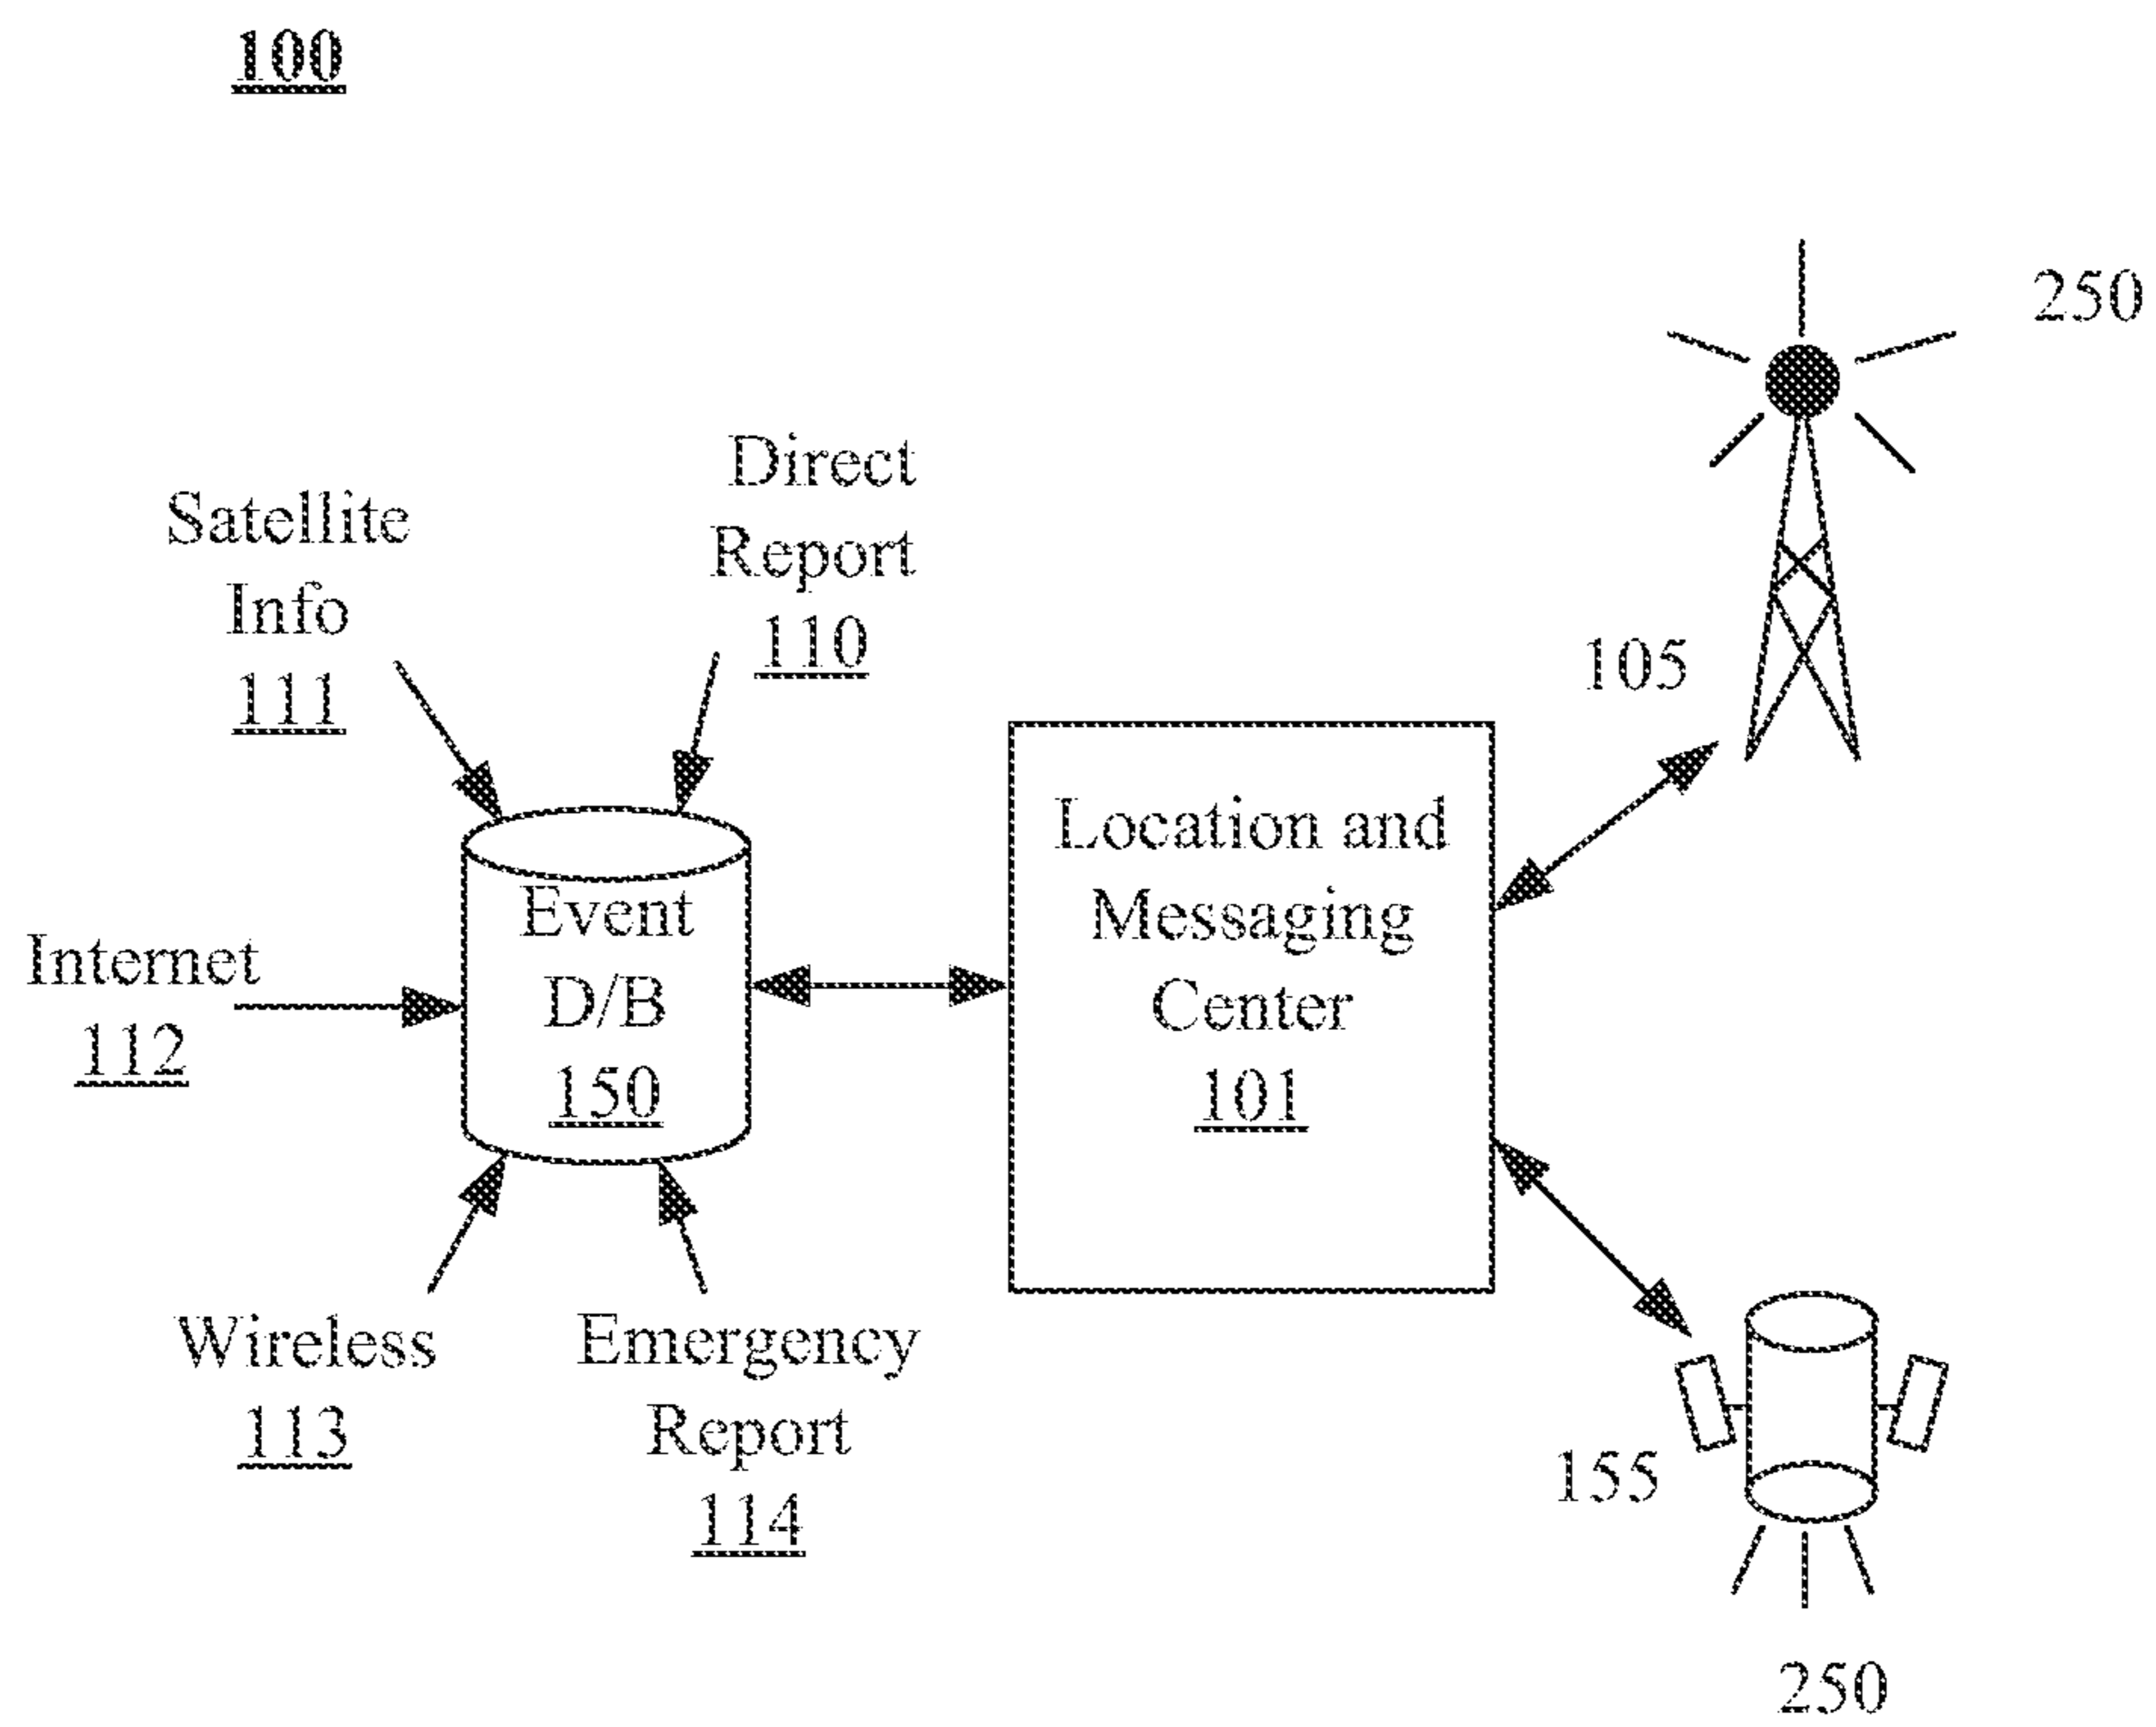 100
250
Direct
Report
110
Satellite
Info
111
105
Location and
Messaging
Center
101
Event
D/B
150
Internet
112
Wireless
113
Emergency
Report
114
155
250